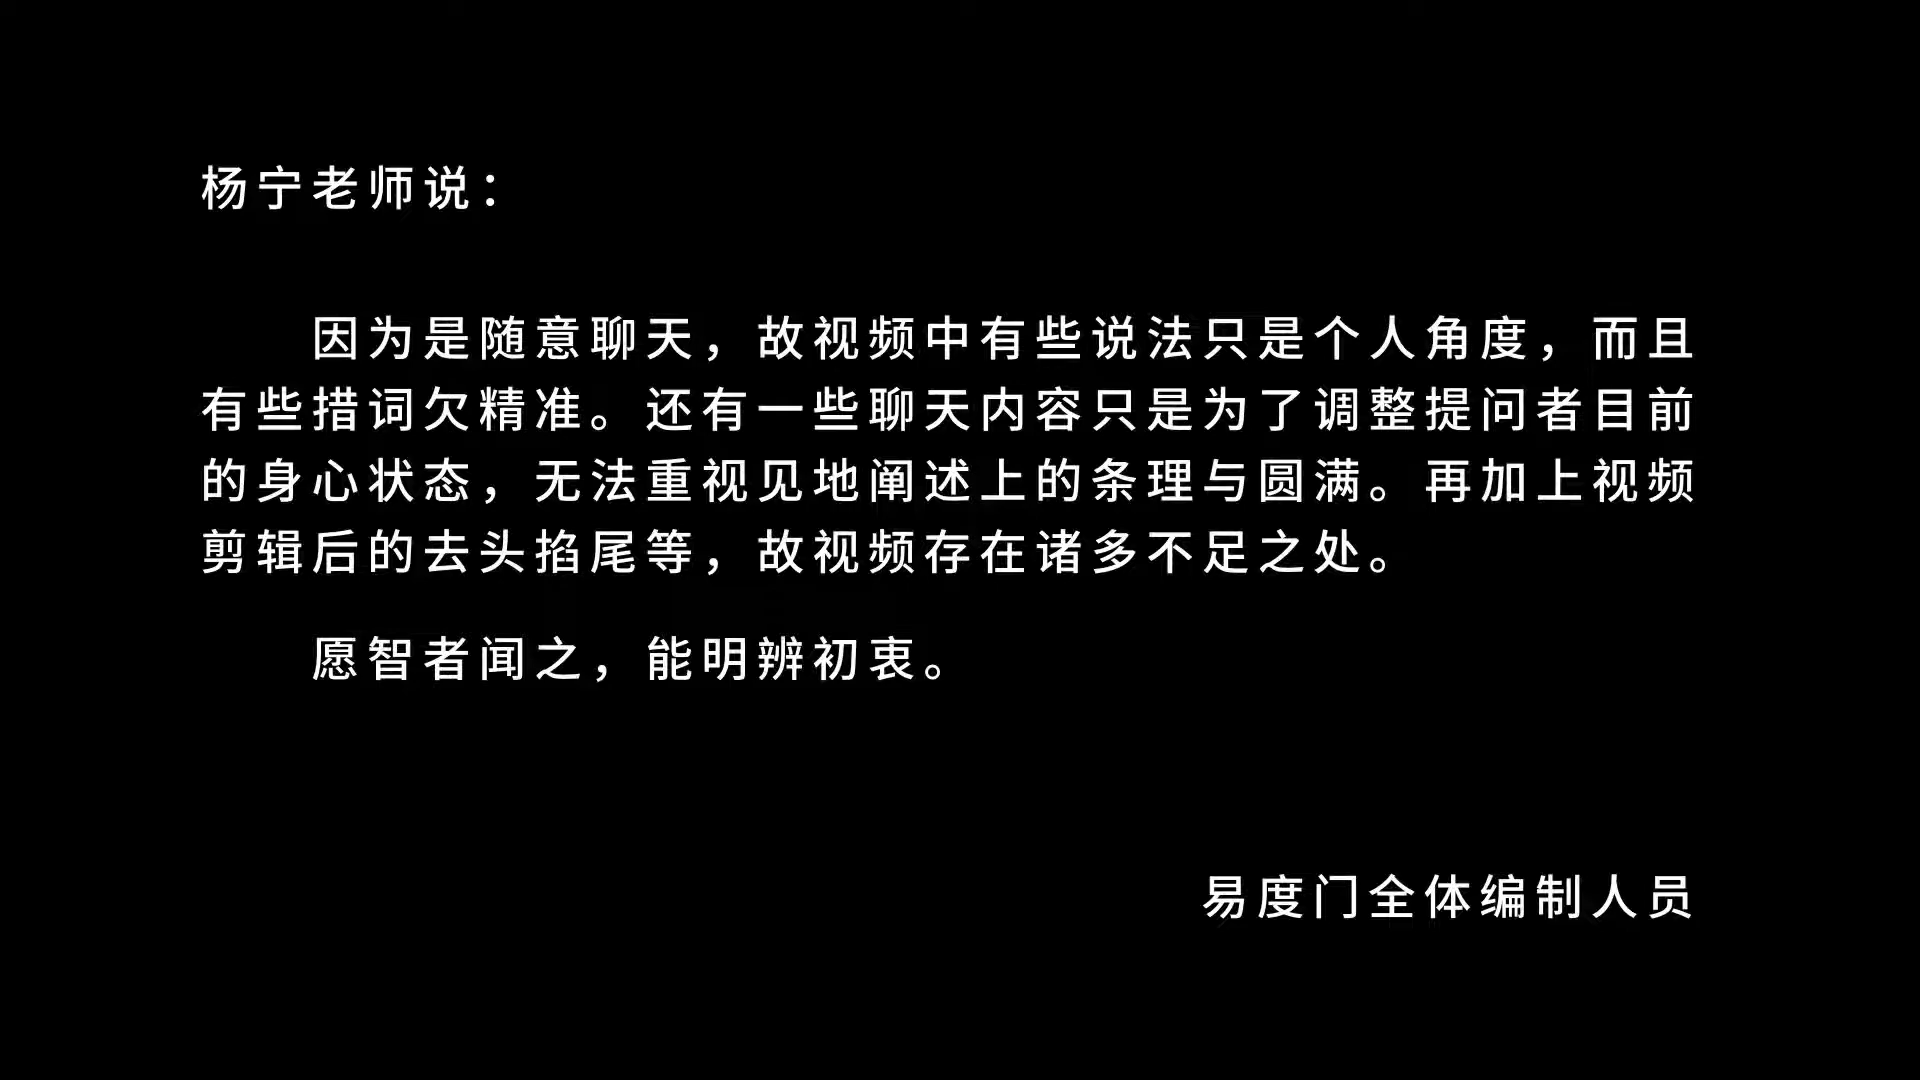 杨宁老师说：
因为是随意聊天，故视频中有些说法只是个人角度，而且
有些措词欠精准。还有一些聊天内容只是为了调整提问者目前
的身心状态，无法重视见地阐述上的条理与圆满。再加上视频
剪辑后的去头掐尾等，故视频存在诸多不足之处。
愿智者闻之，能明辨初衷。
易度门全体编制人员